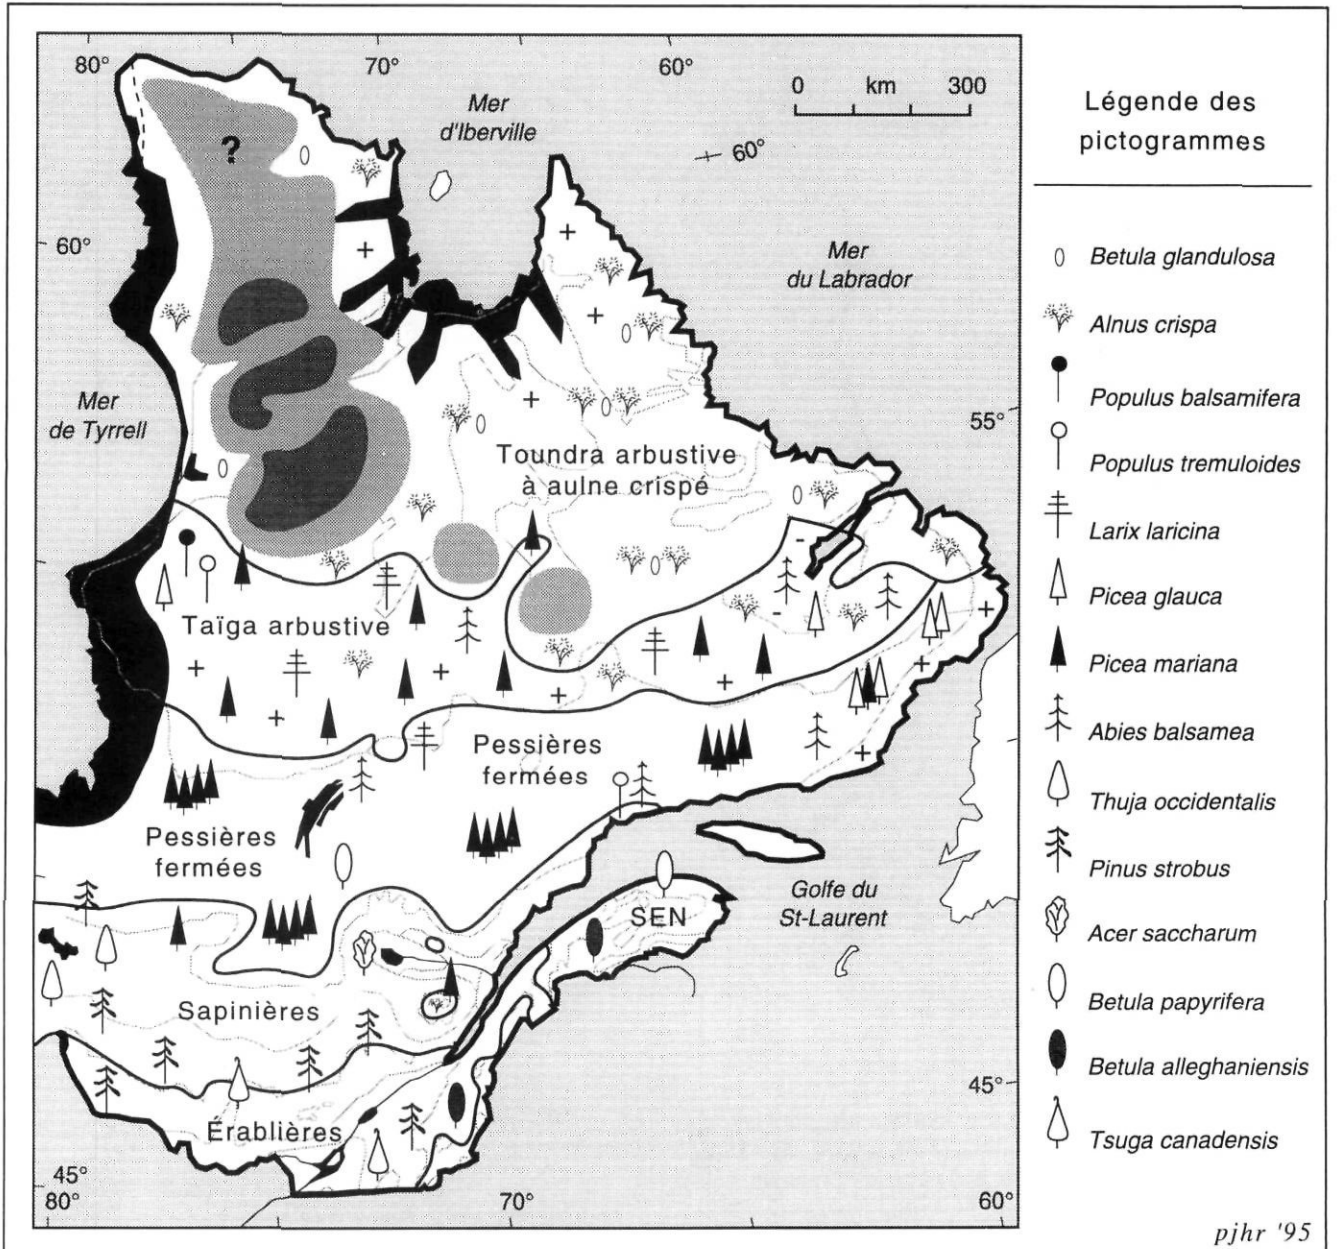 80°
70°
60°
0 km 300
Mer
d'Iberville
60°
?
60°
Mer
du Labrador
Mer
de Tyrrell
55°
Toundra arbustive
à aulne crispé
Taïga arbustive
Pessières
fermées
Pessières
fermées
Golfe du
St-Laurent
SEN
Sapinières
Érablières
45°
45°
80°
70°
60°
Légende des
pictogrammes
Betula glandulosa
Alnus crispa
Populus balsamifera
Populus tremuloides
Larix laricina
Picea glauca
Picea mariana
Abies balsamea
Thuja occidentalis
Pinus strobus
Acer saccharum
Betula papyrifera
Betula alleghaniensis
Tsuga canadensis
pjhr '95